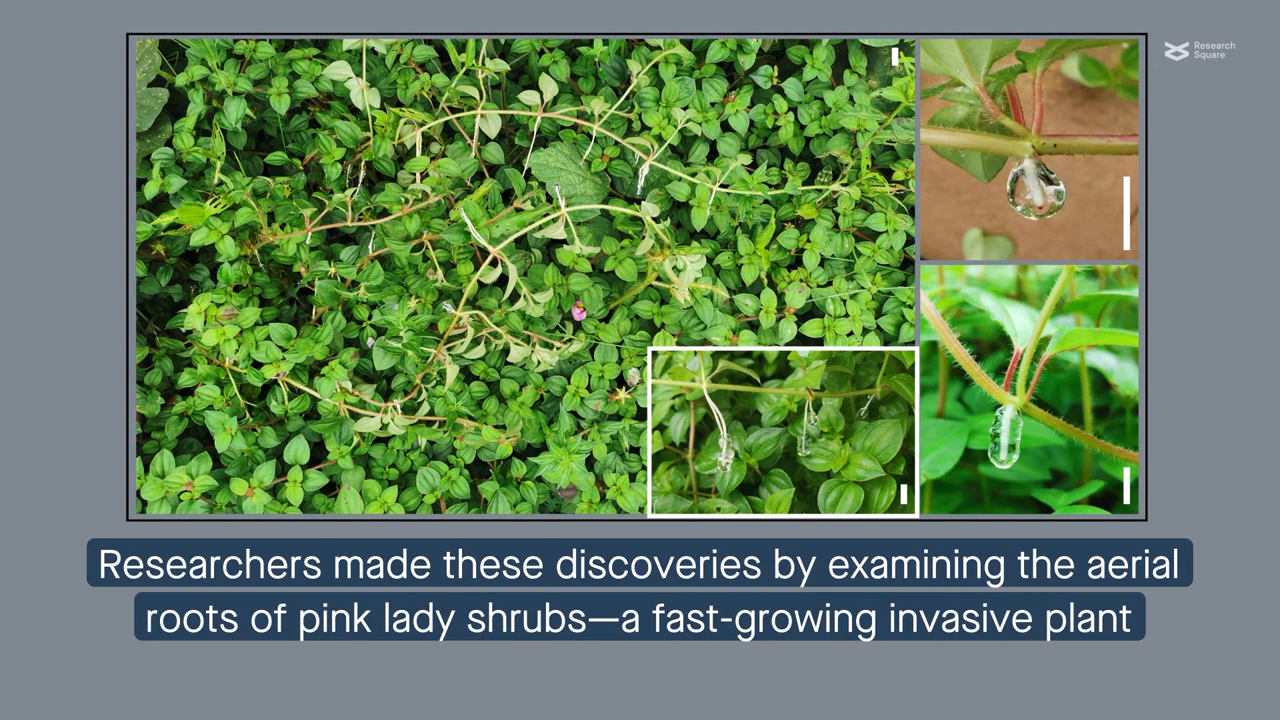 Research
Square
Researchers made these discoveries by examining the aerial
roots of pink lady shrubs—a fast-growing invasive plant